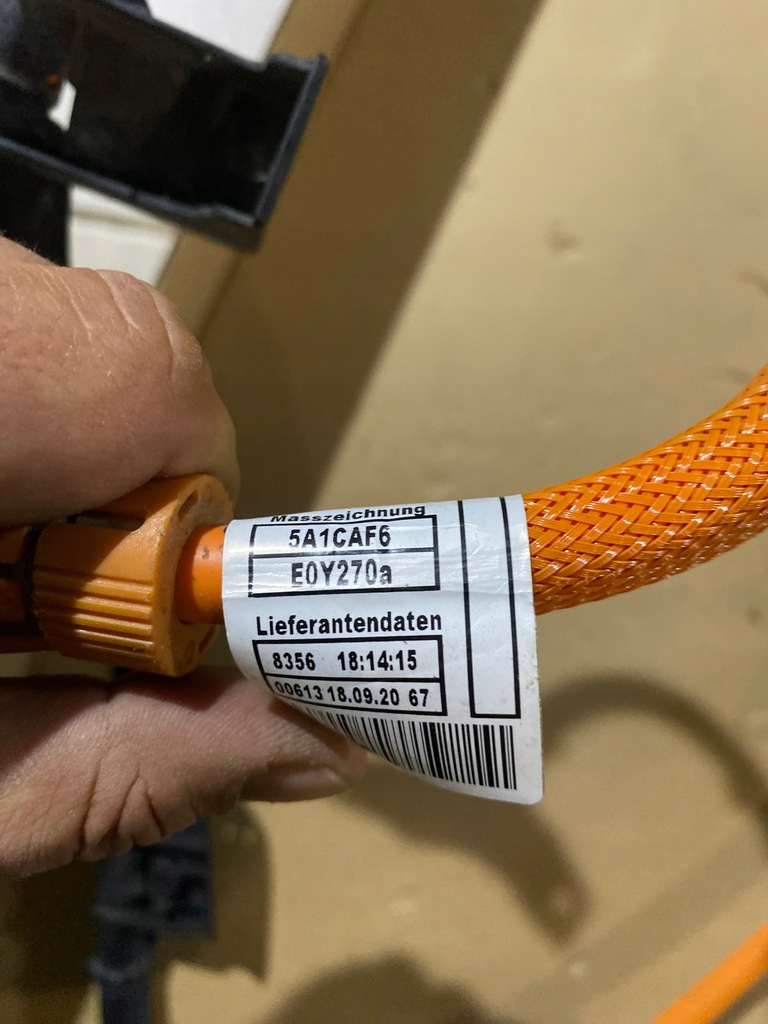 Masszeichnung
5A1CAF6
E0Y270a
Lieferantendaten
8356 18:14:15
00613 18.09.20 67